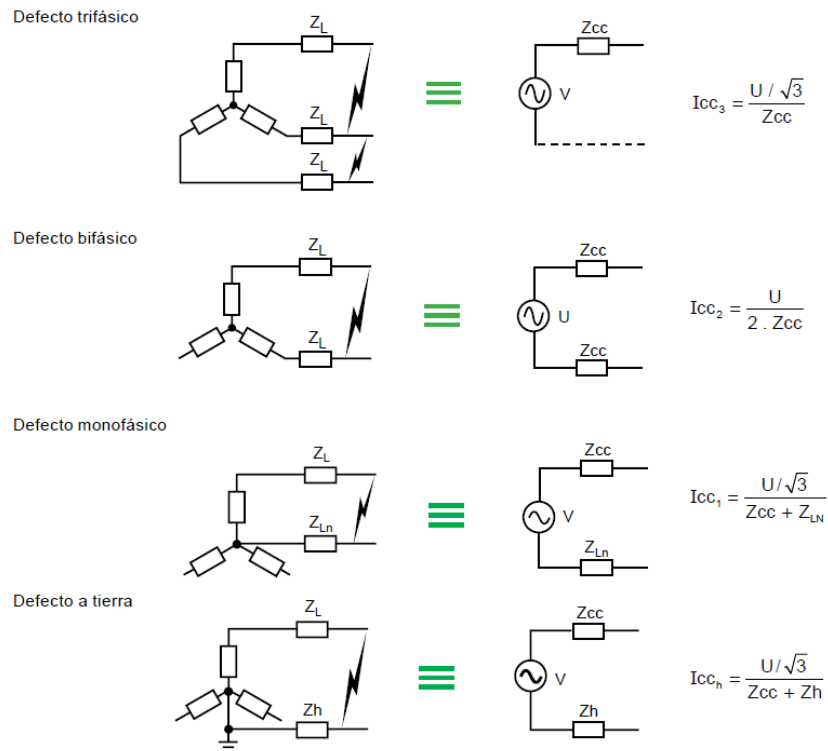 Defecto trifásico
Z_L
Z_L
Z_L
Zcc
V
Icc₃ = (U / √3) / Zcc
Defecto bifásico
Z_L
Z_L
Zcc
U
Zcc
Icc₂ = U / (2 . Zcc)
Defecto monofásico
Z_L
Z_Ln
Zcc
V
Z_Ln
Icc₁ = (U/√3) / (Zcc + Z_LN)
Defecto a tierra
Z_L
Zh
Zcc
V
Zh
Icc_h = (U/√3) / (Zcc + Zh)